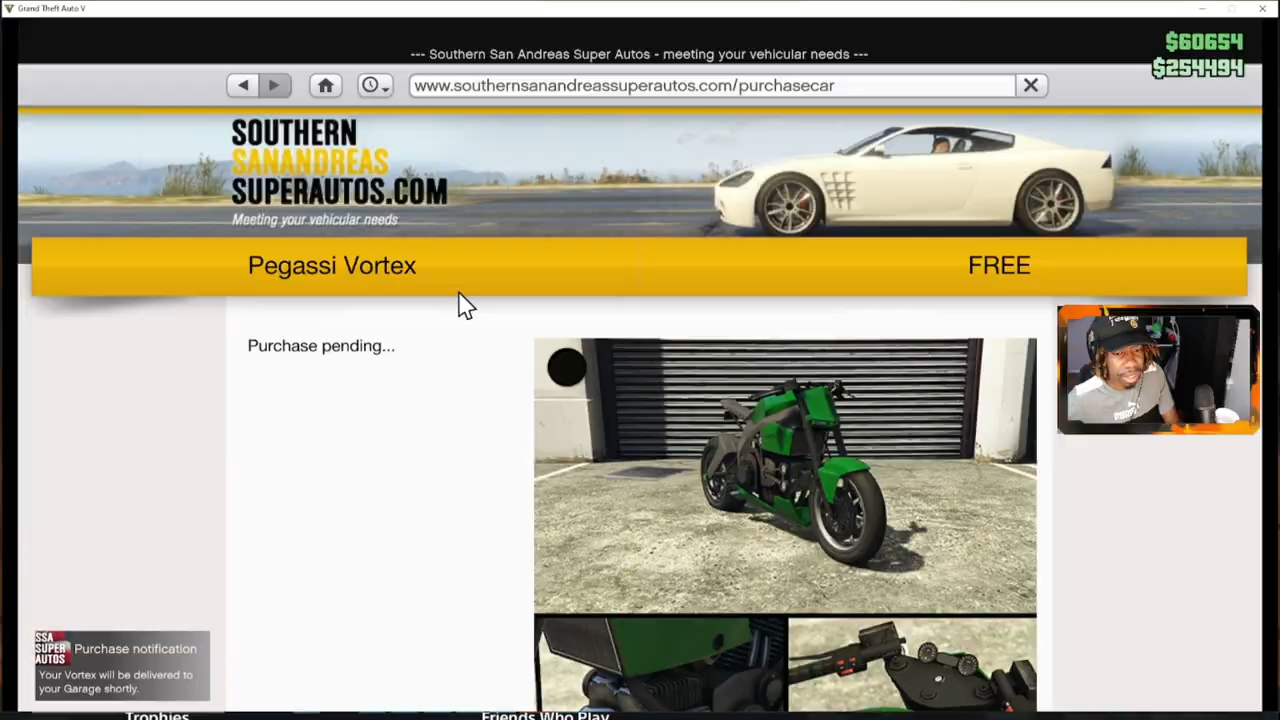 Grand Theft Auto V
--- Southern San Andreas Super Autos - meeting your vehicular needs ---
$60654
$254494
www.southernsanandreassuperautos.com/purchasecar
SOUTHERN
SANANDREAS
SUPERAUTOS.COM
Meeting your vehicular needs
Pegassi Vortex
FREE
Purchase pending...
SSA
SUPER
AUTOS
Purchase notification
Your Vortex will be delivered to
your Garage shortly.
Trophies
Friends Who Play